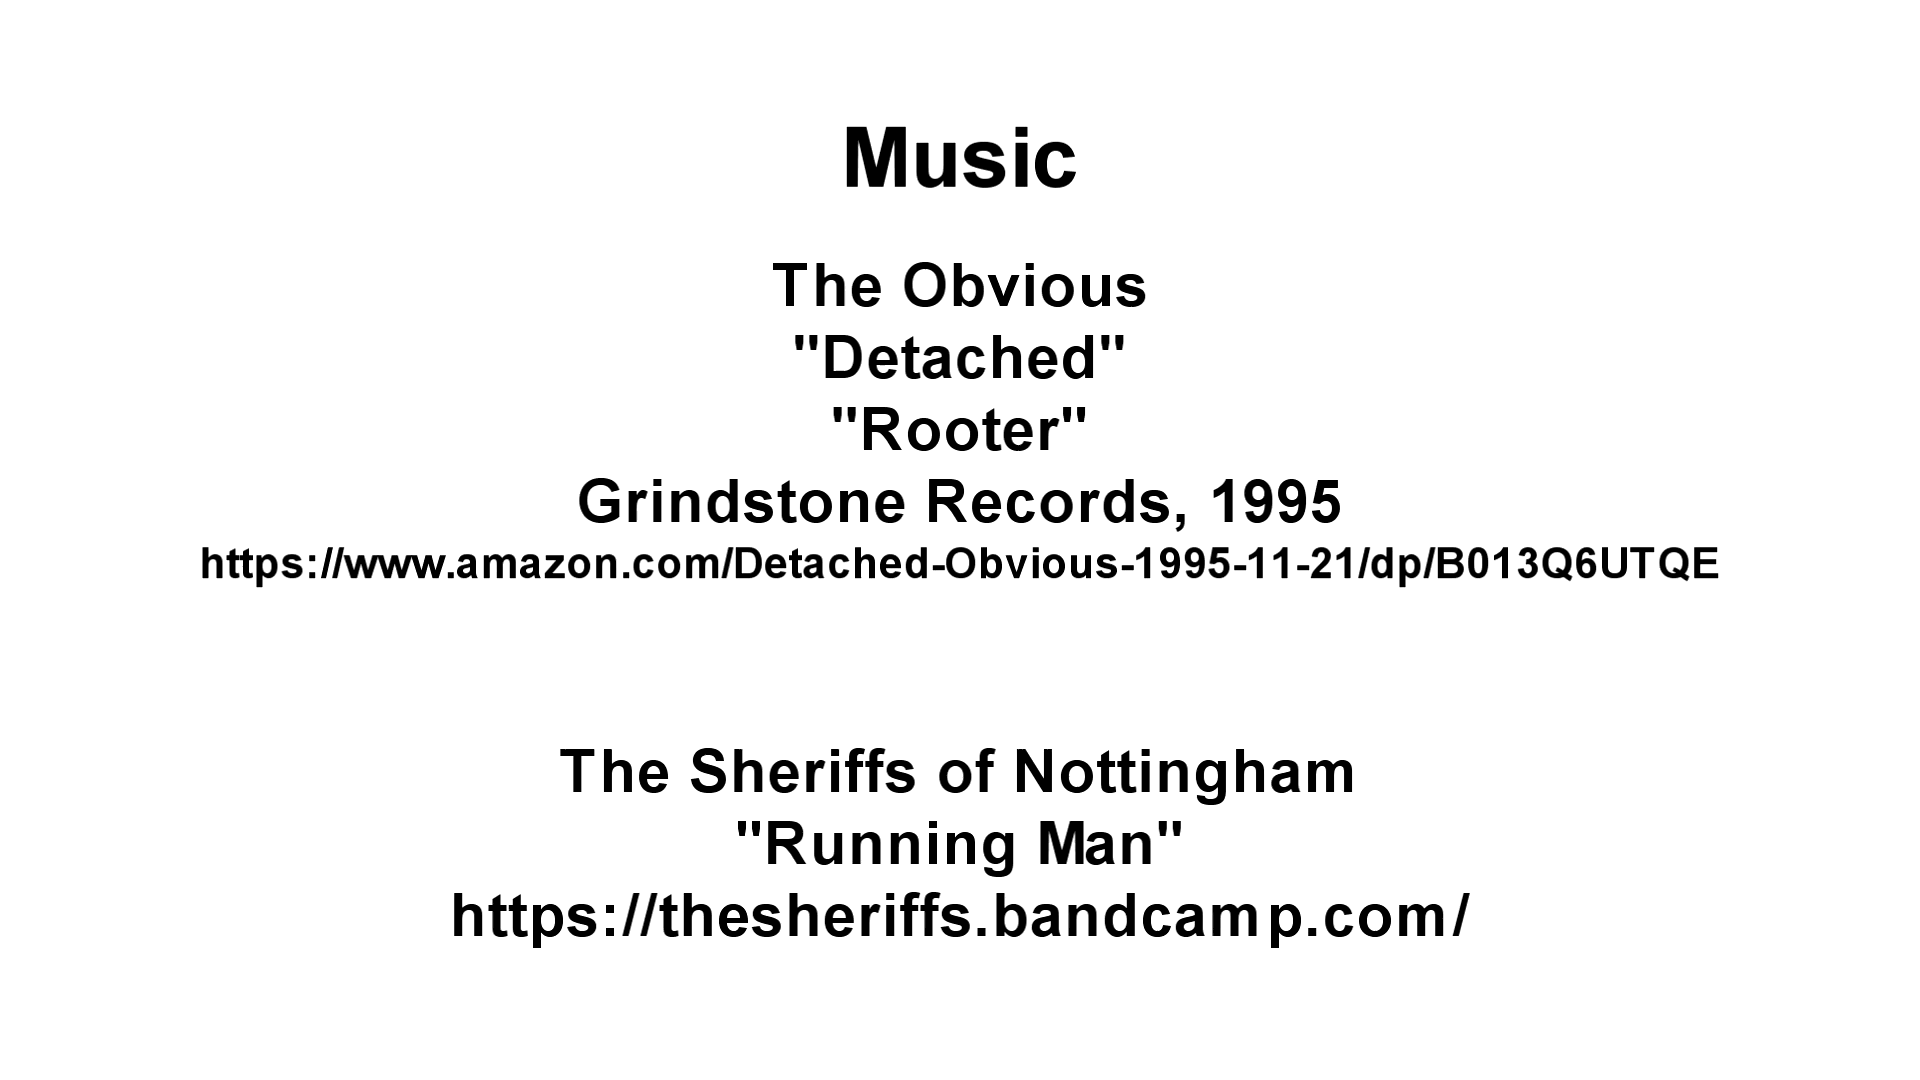 Music
The Obvious
"Detached"
"Rooter"
Grindstone Records, 1995
https://www.amazon.com/Detached-Obvious-1995-11-21/dp/B013Q6UTQE
The Sheriffs of Nottingham
"Running Man"
https://thesheriffs.bandcamp.com/